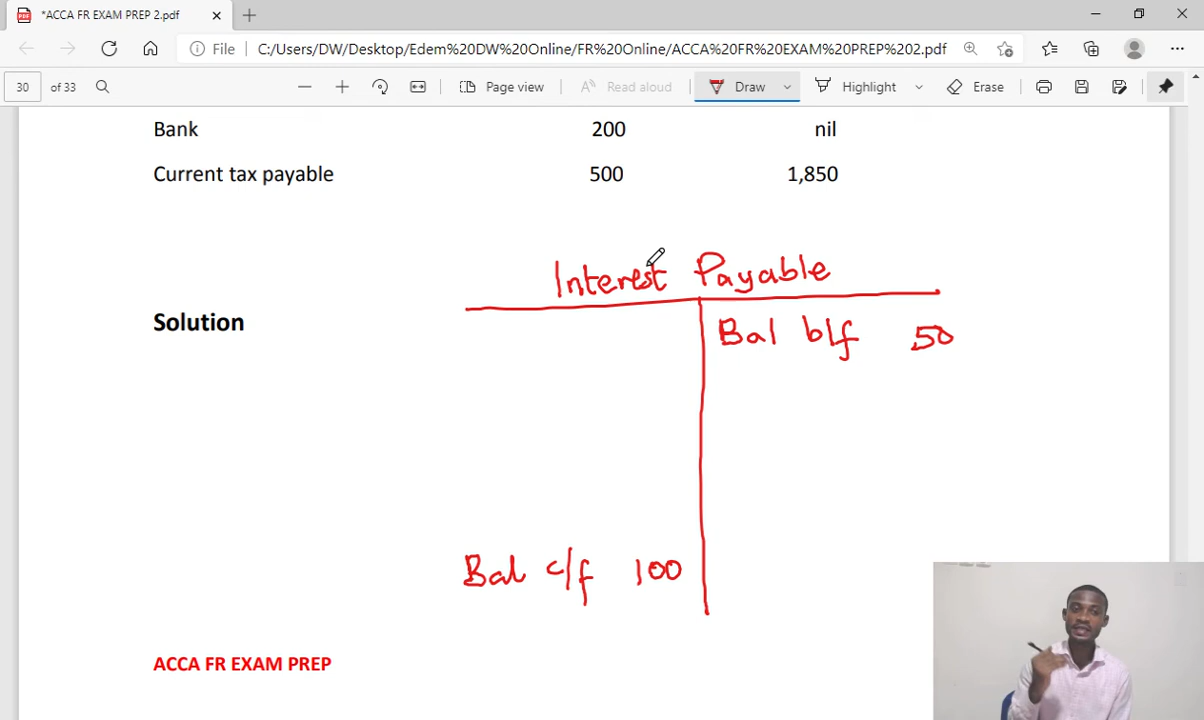 *ACCA FR EXAM PREP 2.pdf
File C:/Users/DW/Desktop/Edem%20DW%20Online/FR%20Online/ACCA%20FR%20EXAM%20PREP%202.pdf
30 of 33 Page view Read aloud Draw Highlight Erase
Bank 200 nil
Current tax payable 500 1,850
Interest Payable
Solution
Bal b/f 50
Bal c/f 100
ACCA FR EXAM PREP